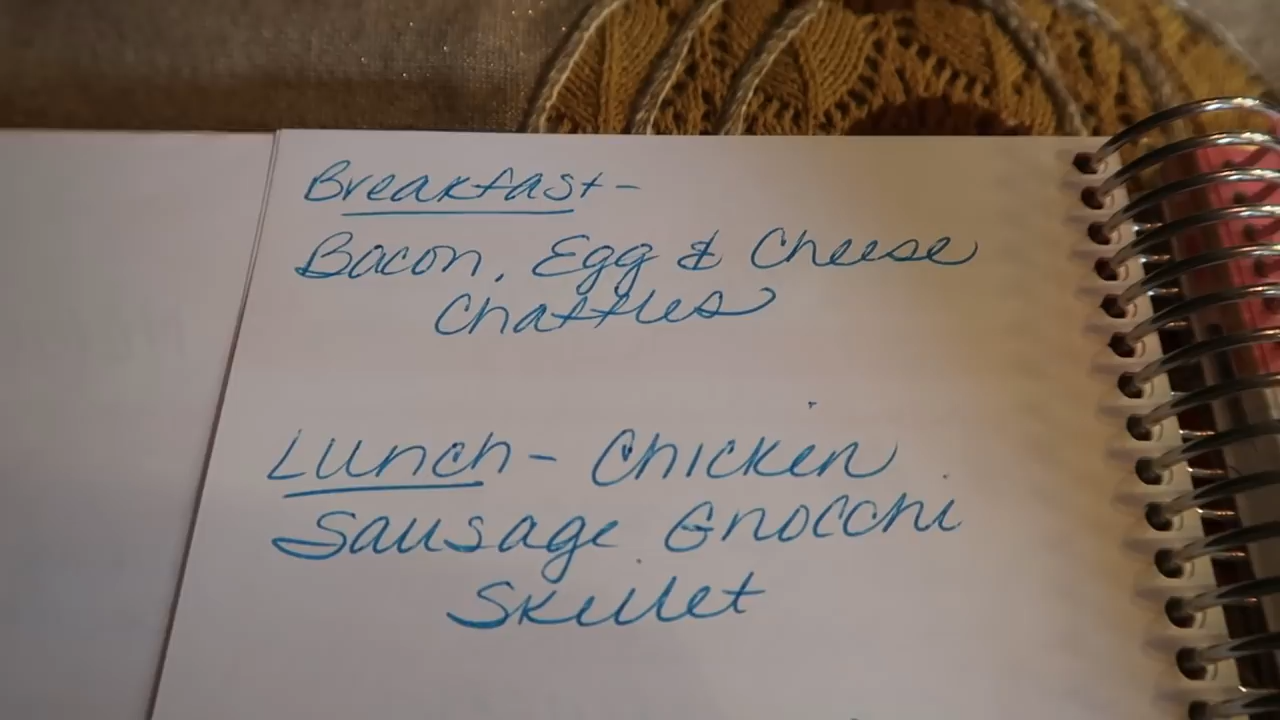 Breakfast-
Bacon, Egg & Cheese
Chaffles
Lunch- Chicken
Sausage Gnocchi
Skillet